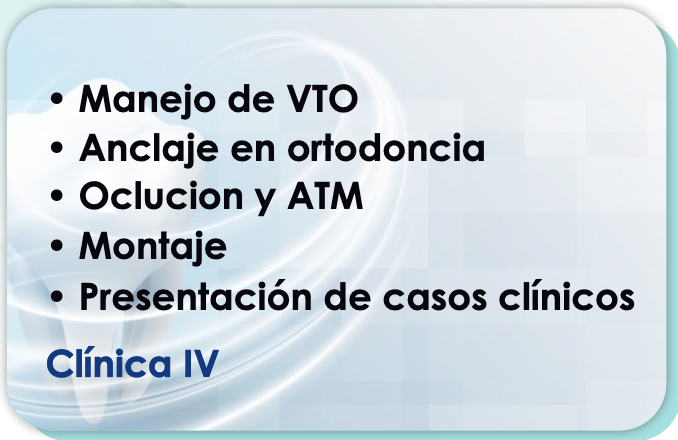 • Manejo de VTO
• Anclaje en ortodoncia
• Oclucion y ATM
• Montaje
• Presentación de casos clínicos
Clínica IV